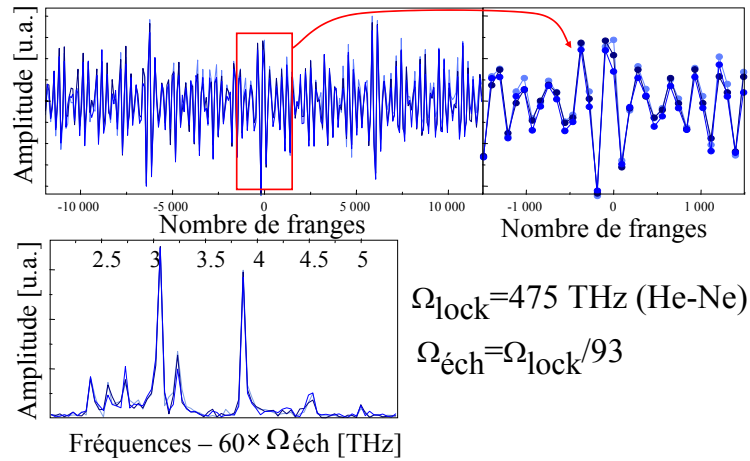 Amplitude [u.a.]
-10 000 -5 000 0 5 000 10 000
Nombre de franges
-1 000 0 1 000
Nombre de franges
Amplitude [u.a.]
2.5 3 3.5 4 4.5 5
Fréquences – 60× Ωéch [THz]
Ωlock=475 THz (He-Ne)
Ωéch=Ωlock/93